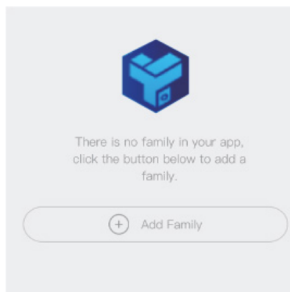 There is no family in your app,
click the button below to add a
family.
Add Family